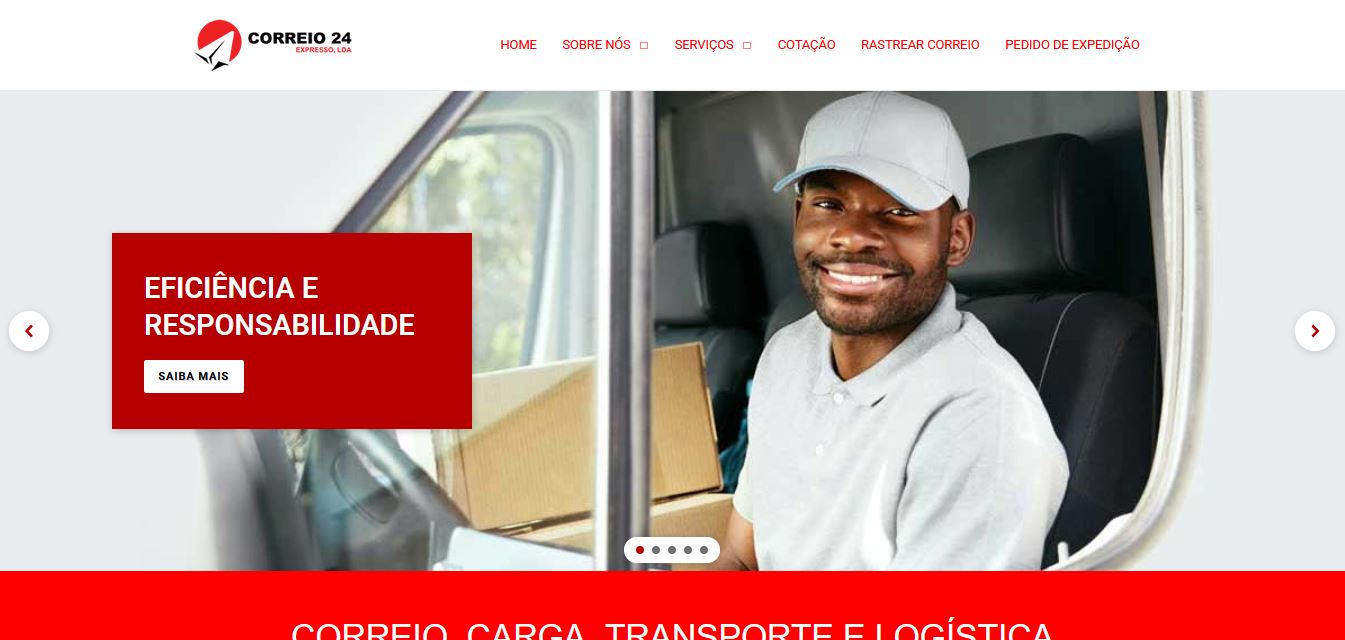 CORREIO 24
EXPRESSO, LDA
HOME
SOBRE NÓS
SERVIÇOS
COTAÇÃO
RASTREAR CORREIO
PEDIDO DE EXPEDIÇÃO
EFICIÊNCIA E
RESPONSABILIDADE
SAIBA MAIS
CORREIO, CARGA, TRANSPORTE E LOGÍSTICA